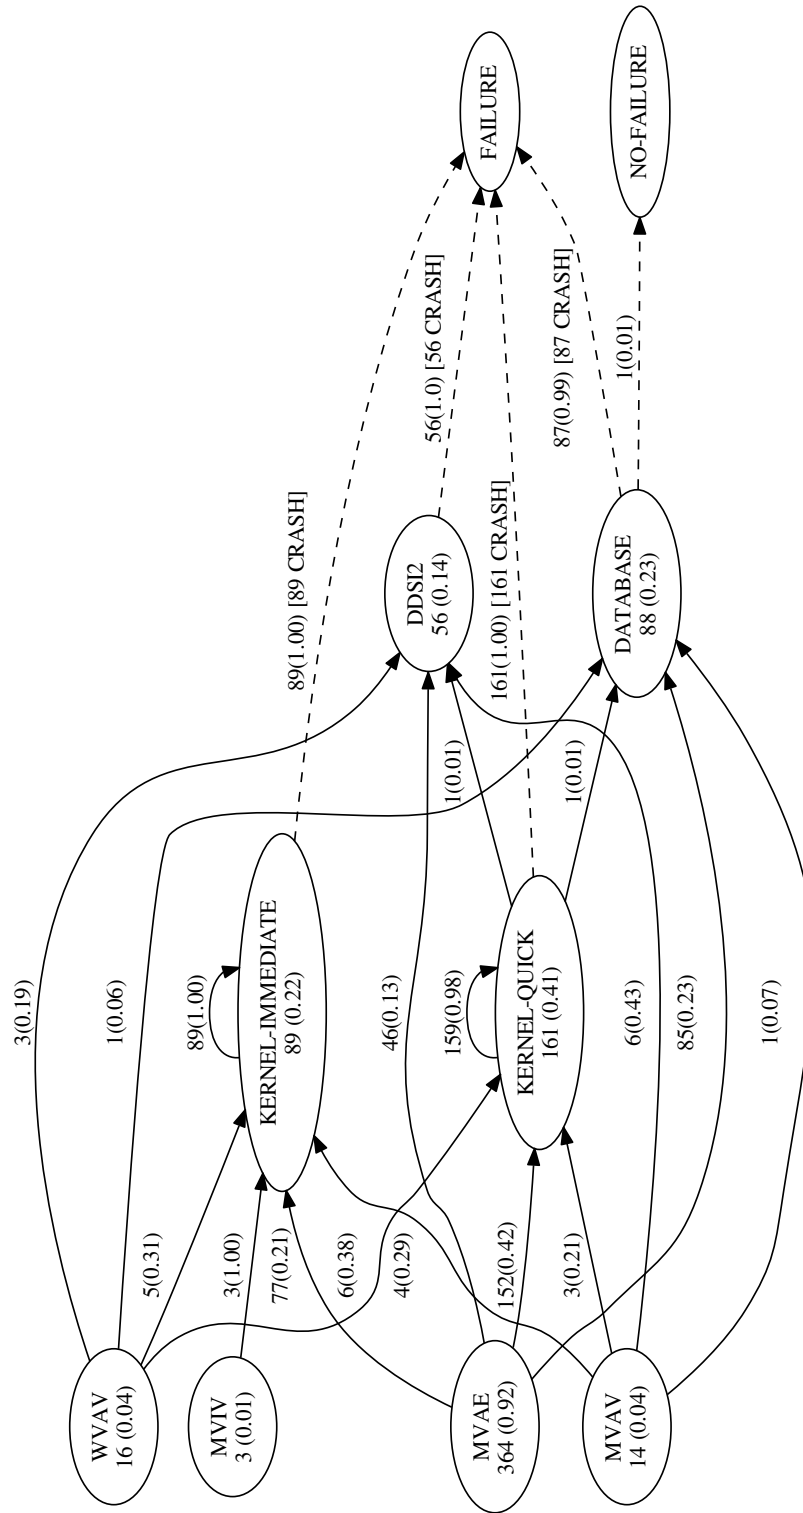 WVAV
16 (0.04)
MVIV
3 (0.01)
MVAE
364 (0.92)
MVAV
14 (0.04)
3(0.19)
1(0.06)
5(0.31)
3(1.00)
77(0.21)
6(0.38)
4(0.29)
152(0.42)
3(0.21)
89(1.00)
KERNEL-IMMEDIATE
89 (0.22)
46(0.13)
159(0.98)
KERNEL-QUICK
161 (0.41)
6(0.43)
85(0.23)
1(0.07)
1(0.01)
1(0.01)
DDSI2
56 (0.14)
DATABASE
88 (0.23)
89(1.00) [89 CRASH]
56(1.0) [56 CRASH]
161(1.00) [161 CRASH]
87(0.99) [87 CRASH]
1(0.01)
FAILURE
NO-FAILURE